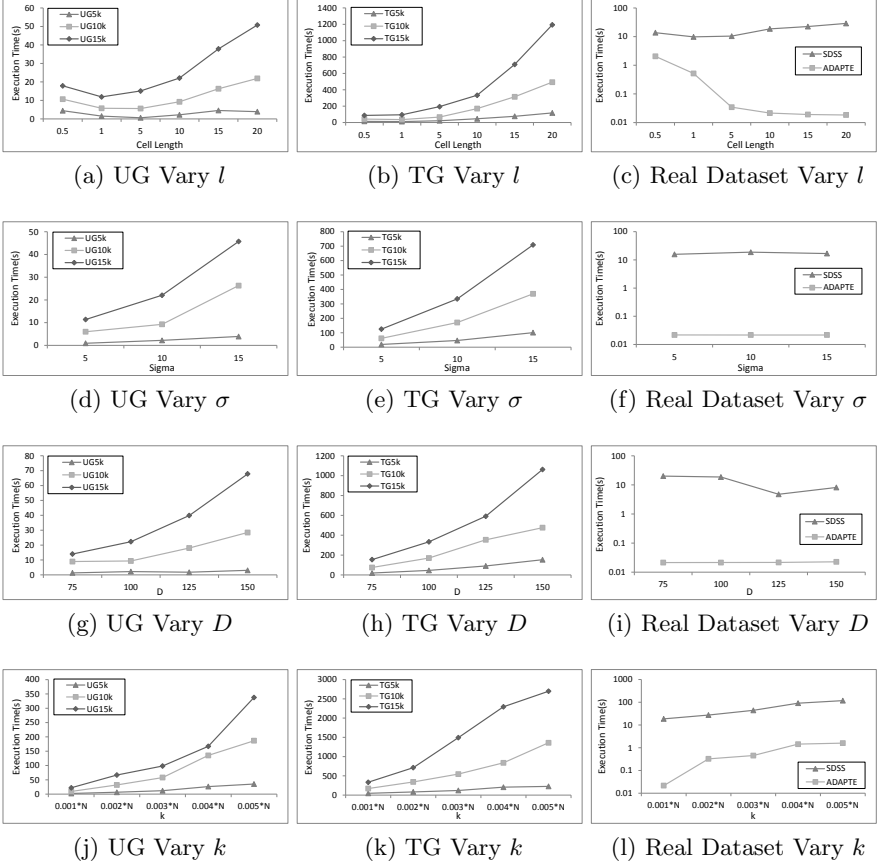 Execution Time(s)
60
50
40
30
20
10
0
UG5k
UG10k
UG15k
0.5 1 5 10 15 20
Cell Length
(a) UG Vary l
Execution Time(s)
1400
1200
1000
800
600
400
200
0
TG5k
TG10k
TG15k
0.5 1 5 10 15 20
Cell Length
(b) TG Vary l
Execution Time(s)
100
10
1
0.1
0.01
SDSS
ADAPTE
0.5 1 5 10 15 20
Cell Length
(c) Real Dataset Vary l
Execution Time(s)
50
40
30
20
10
0
UG5k
UG10k
UG15k
5 10 15
Sigma
(d) UG Vary σ
Execution Time(s)
800
700
600
500
400
300
200
100
0
TG5k
TG10k
TG15k
5 10 15
Sigma
(e) TG Vary σ
Execution Time(s)
100
10
1
0.1
0.01
SDSS
ADAPTE
5 10 15
Sigma
(f) Real Dataset Vary σ
Execution Time(s)
80
70
60
50
40
30
20
10
0
UG5k
UG10k
UG15k
75 100 125 150
D
(g) UG Vary D
Execution Time(s)
1200
1000
800
600
400
200
0
TG5k
TG10k
TG15k
75 100 125 150
D
(h) TG Vary D
Execution Time(s)
100
10
1
0.1
0.01
SDSS
ADAPTE
75 100 125 150
D
(i) Real Dataset Vary D
Execution Time(s)
400
350
300
250
200
150
100
50
0
UG5k
UG10k
UG15k
0.001*N 0.002*N 0.003*N 0.004*N 0.005*N
k
(j) UG Vary k
Execution Time(s)
3000
2500
2000
1500
1000
500
0
TG5k
TG10k
TG15k
0.001*N 0.002*N 0.003*N 0.004*N 0.005*N
k
(k) TG Vary k
Execution Time(s)
1000
100
10
1
0.1
0.01
SDSS
ADAPTE
0.001*N 0.002*N 0.003*N 0.004*N 0.005*N
k
(l) Real Dataset Vary k